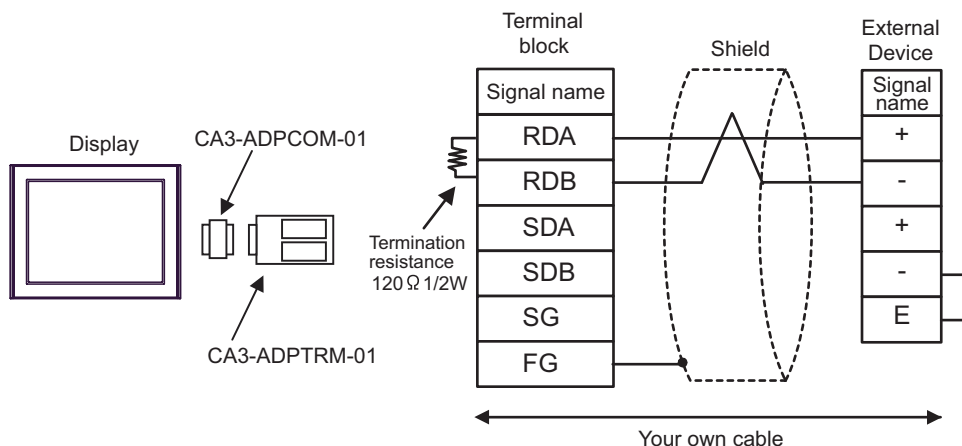 Display
CA3-ADPCOM-01
CA3-ADPTRM-01
Termination
resistance
120Ω 1/2W
Terminal
block
Signal name
RDA
RDB
SDA
SDB
SG
FG
Shield
External
Device
Signal
name
+
-
+
-
E
Your own cable